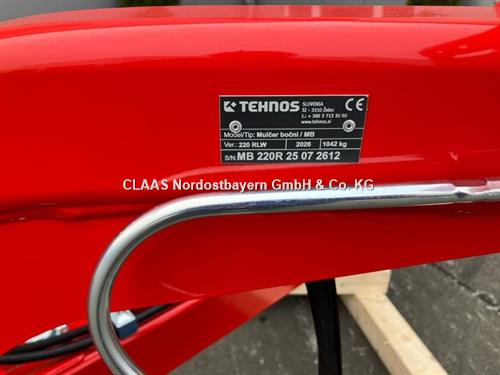 TEHNOS
SLOVENIA
SI - 3310 Žalec
t.: + 386 3 713 30 50
www.tehnos.si
CE
Model/Tip: Mulčer bočni / MB
Ver.: 220 RLW 2026 1042 kg
S/N: MB 220R 25 07 2612
CLAAS Nordostbayern GmbH & Co. KG